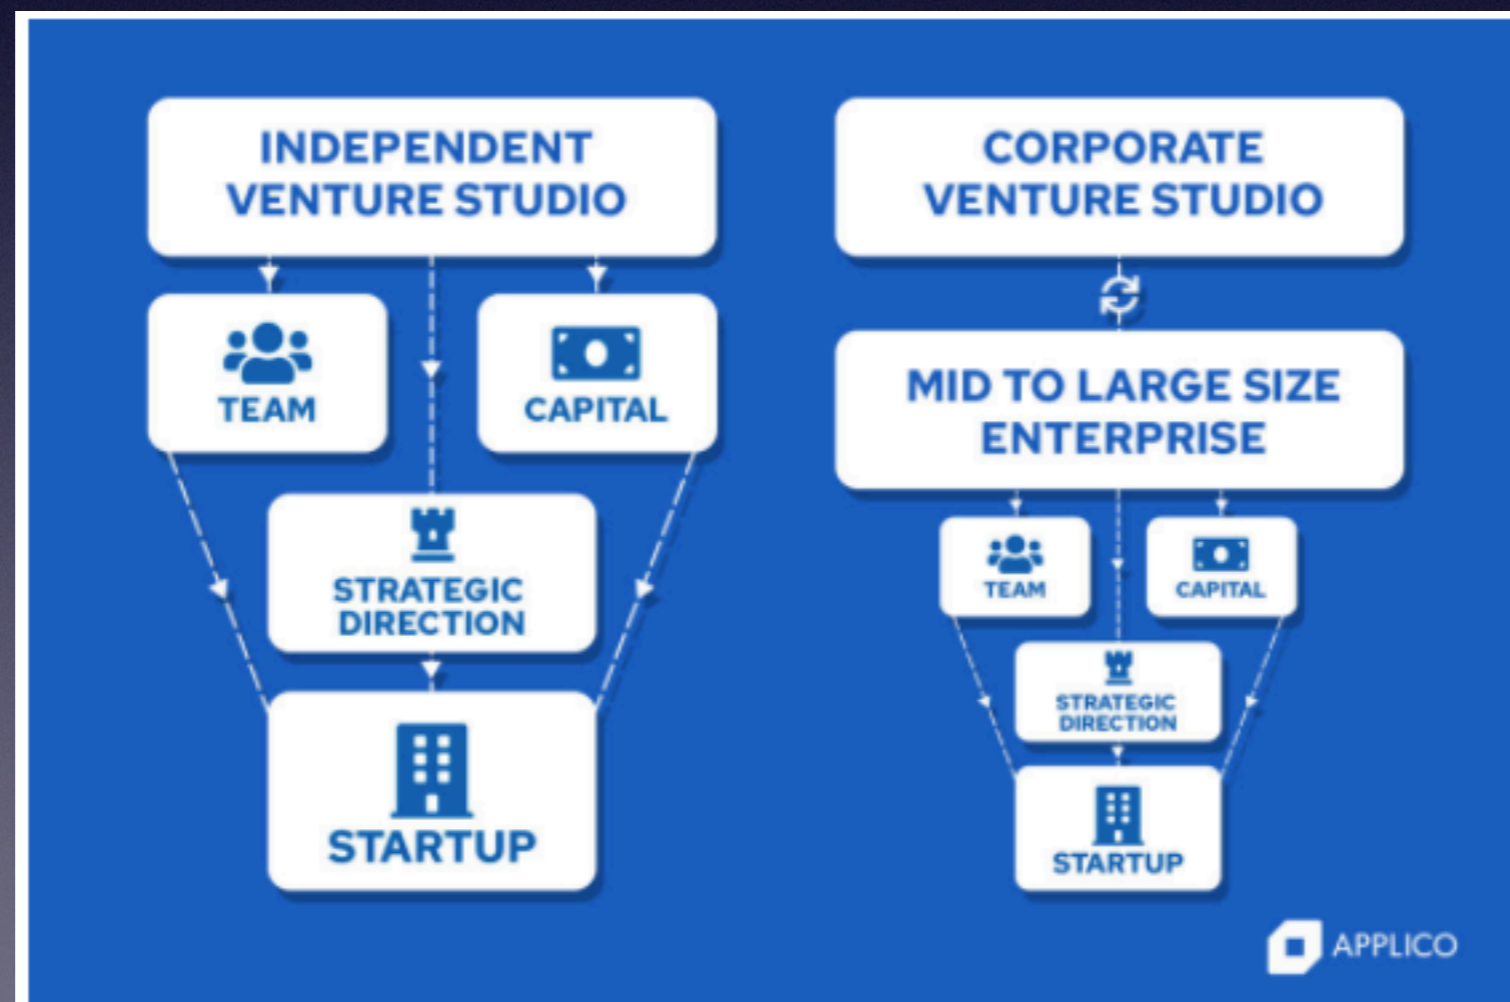 INDEPENDENT
VENTURE STUDIO
TEAM
CAPITAL
STRATEGIC
DIRECTION
STARTUP
CORPORATE
VENTURE STUDIO
MID TO LARGE SIZE
ENTERPRISE
TEAM
CAPITAL
STRATEGIC
DIRECTION
STARTUP
APPLICO